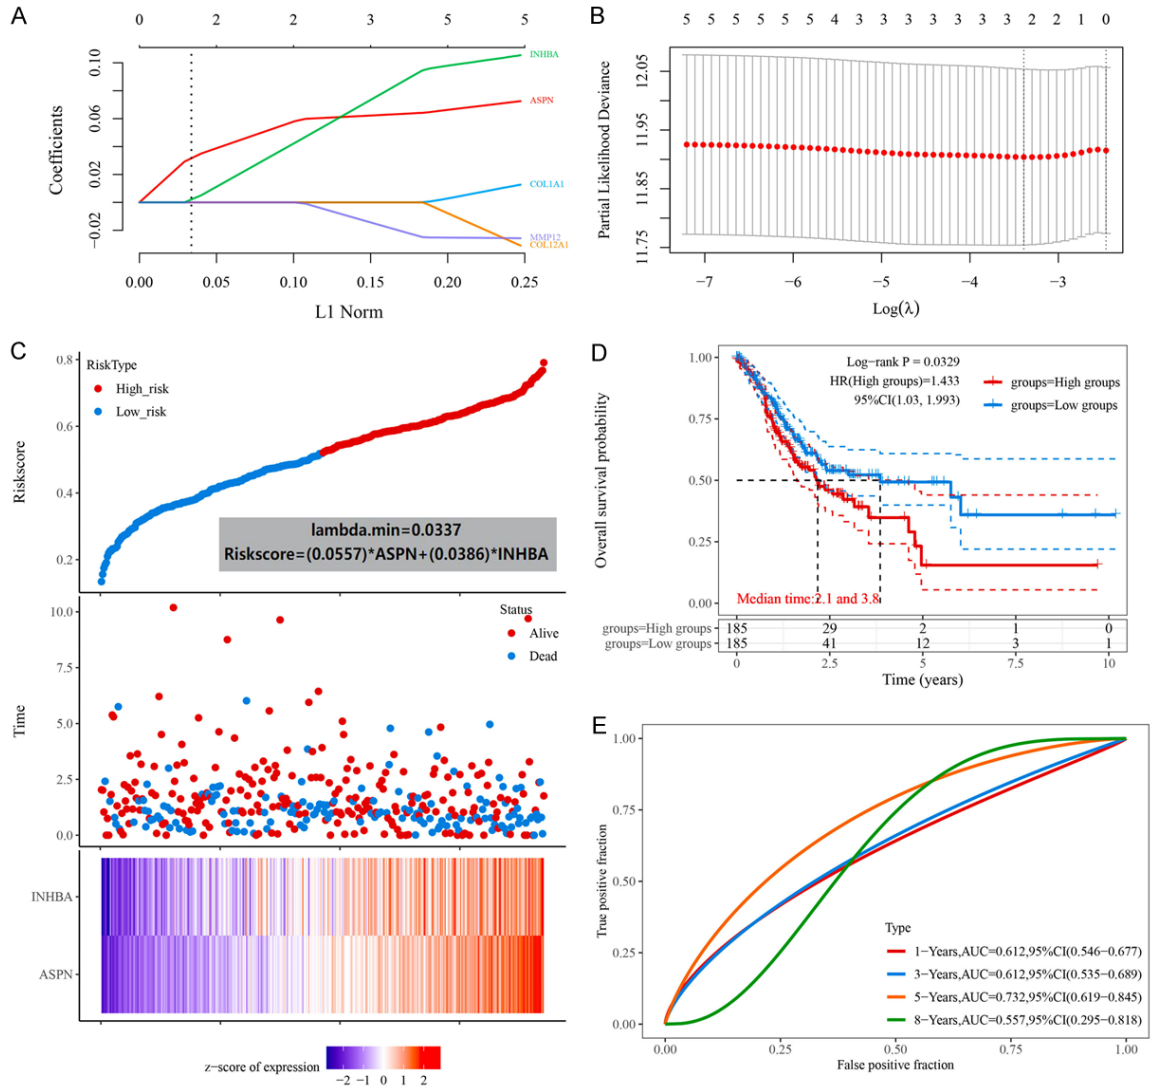 A
0 2 2 3 5 5
Coefficients
0.10
0.06
0.02
−0.02
INHBA
ASPN
COL1A1
MMP12
COL12A1
0.00 0.05 0.10 0.15 0.20 0.25
L1 Norm
B
5 5 5 5 5 5 4 3 3 3 3 3 3 2 2 1 0
Partial Likelihood Deviance
12.05
11.95
11.85
11.75
−7 −6 −5 −4 −3
Log(λ)
C
RiskType
High_risk
Low_risk
Riskscore
0.8
0.6
0.4
0.2
lambda.min=0.0337
Riskscore=(0.0557)*ASPN+(0.0386)*INHBA
Time
10.0
7.5
5.0
2.5
0.0
Status
Alive
Dead
INHBA
ASPN
z−score of expression
−2 −1 0 1 2
D
Overall survival probability
1.00
0.75
0.50
0.25
0.00
Log−rank P = 0.0329
HR(High groups)=1.433
95%CI(1.03, 1.993)
groups=High groups
groups=Low groups
Median time:2.1 and 3.8
groups=High groups 185 29 2 1 0
groups=Low groups 185 41 12 3 1
0 2.5 5 7.5 10
Time (years)
E
True positive fraction
1.00
0.75
0.50
0.25
0.00
Type
1−Years,AUC=0.612,95%CI(0.546−0.677)
3−Years,AUC=0.612,95%CI(0.535−0.689)
5−Years,AUC=0.732,95%CI(0.619−0.845)
8−Years,AUC=0.557,95%CI(0.295−0.818)
0.00 0.25 0.50 0.75 1.00
False positive fraction